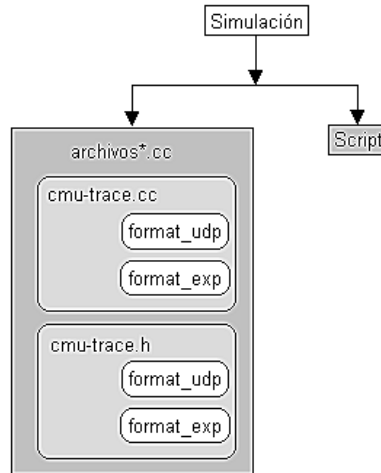 Simulación
archivos*.cc
Script
cmu-trace.cc
format_udp
format_exp
cmu-trace.h
format_udp
format_exp